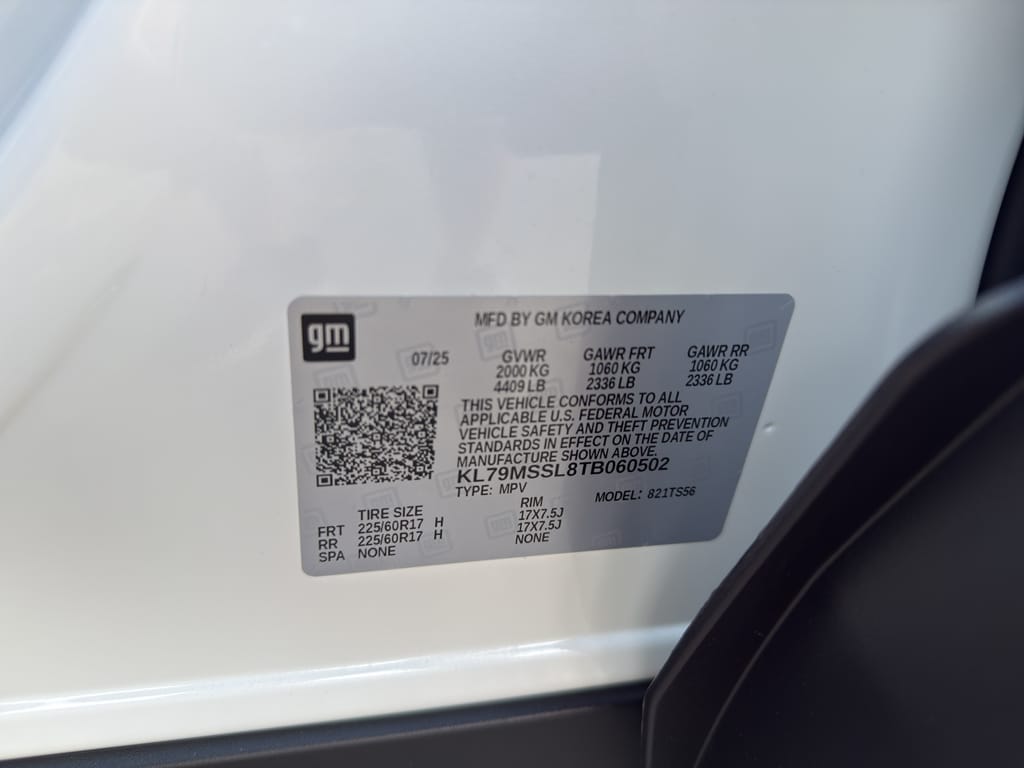 gm
MFD BY GM KOREA COMPANY
07/25 GVWR GAWR FRT GAWR RR
2000 KG 1060 KG 1060 KG
4409 LB 2336 LB 2336 LB
THIS VEHICLE CONFORMS TO ALL
APPLICABLE U.S. FEDERAL MOTOR
VEHICLE SAFETY AND THEFT PREVENTION
STANDARDS IN EFFECT ON THE DATE OF
MANUFACTURE SHOWN ABOVE.
KL79MSSL8TB060502
TYPE: MPV MODEL: 821TS56
TIRE SIZE RIM
FRT 225/60R17 H 17X7.5J
RR 225/60R17 H 17X7.5J
SPA NONE NONE